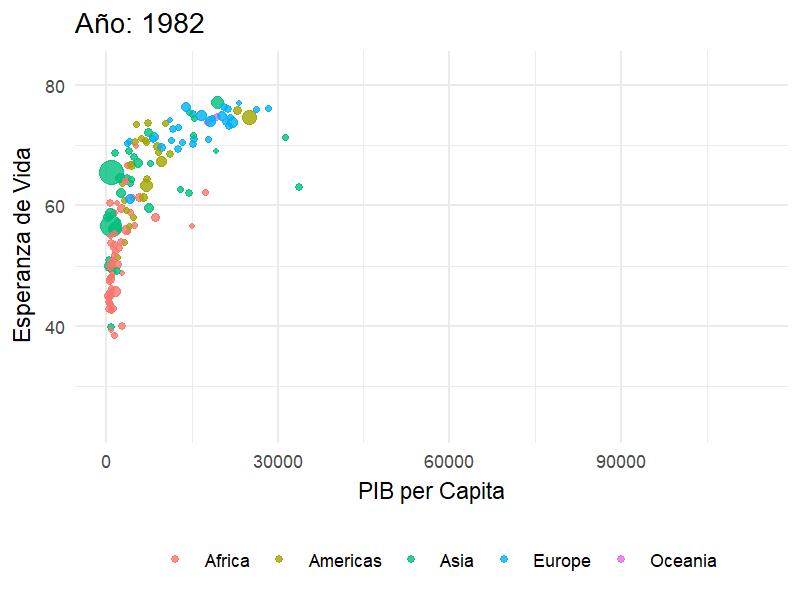 Año: 1982
Esperanza de Vida
80
60
40
0 30000 60000 90000
PIB per Capita
Africa Americas Asia Europe Oceania